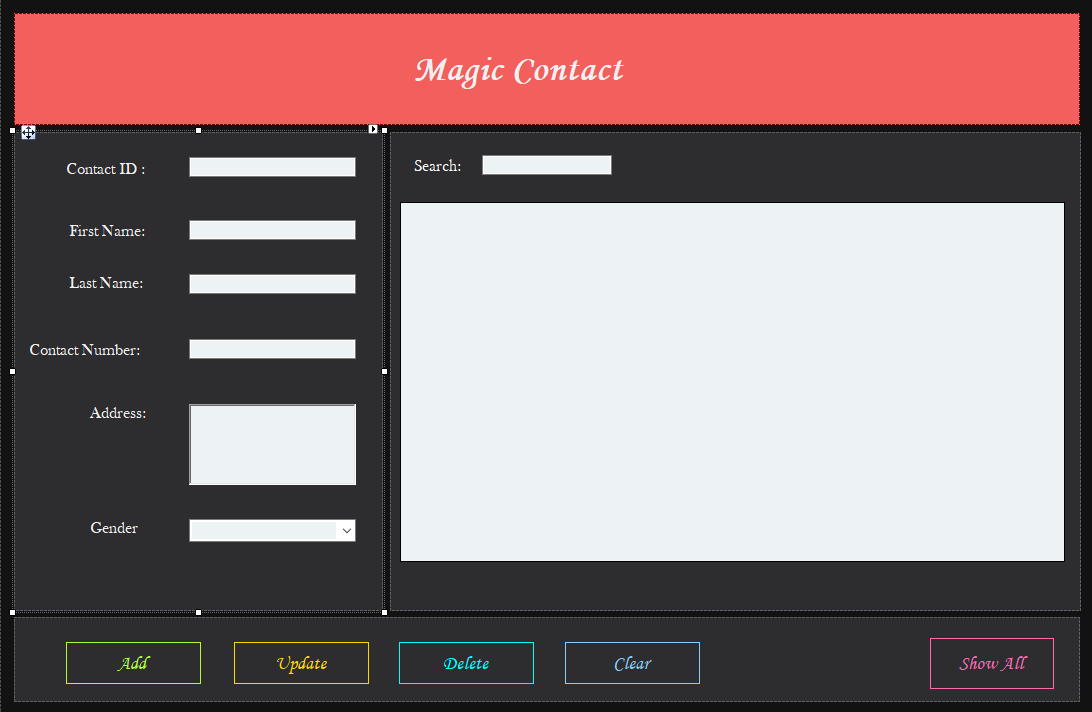 Magic Contact
Contact ID :
First Name:
Last Name:
Contact Number:
Address:
Gender
Search:
Add
Update
Delete
Clear
Show All